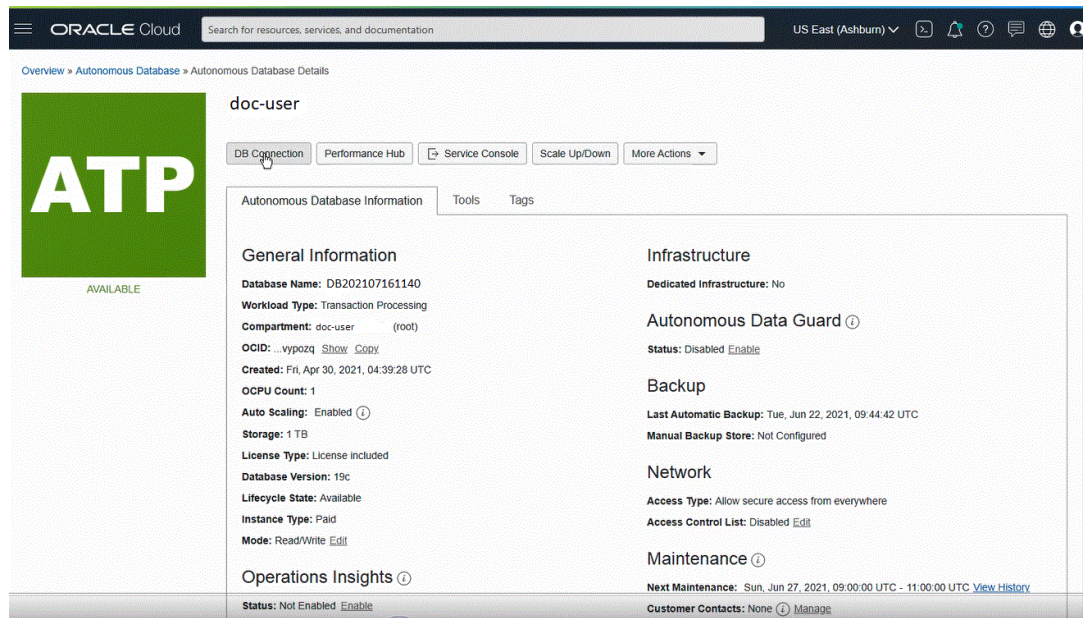 ORACLE Cloud
Search for resources, services, and documentation
US East (Ashburn)
Overview » Autonomous Database » Autonomous Database Details
ATP
AVAILABLE
doc-user
DB Connection
Performance Hub
Service Console
Scale Up/Down
More Actions
Autonomous Database Information
Tools
Tags
General Information
Database Name: DB202107161140
Workload Type: Transaction Processing
Compartment: doc-user (root)
OCID: ...vypozq Show Copy
Created: Fri, Apr 30, 2021, 04:39:28 UTC
OCPU Count: 1
Auto Scaling: Enabled
Storage: 1 TB
License Type: License included
Database Version: 19c
Lifecycle State: Available
Instance Type: Paid
Mode: Read/Write Edit
Operations Insights
Status: Not Enabled Enable
Infrastructure
Dedicated Infrastructure: No
Autonomous Data Guard
Status: Disabled Enable
Backup
Last Automatic Backup: Tue, Jun 22, 2021, 09:44:42 UTC
Manual Backup Store: Not Configured
Network
Access Type: Allow secure access from everywhere
Access Control List: Disabled Edit
Maintenance
Next Maintenance: Sun, Jun 27, 2021, 09:00:00 UTC - 11:00:00 UTC View History
Customer Contacts: None Manage